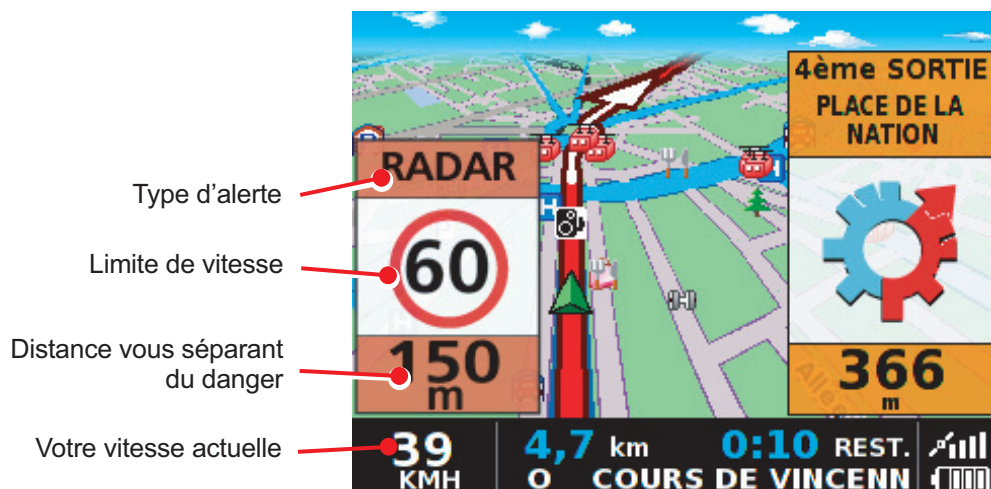 Type d’alerte
Limite de vitesse
Distance vous séparant
du danger
Votre vitesse actuelle
RADAR
60
150
m
4ème SORTIE
PLACE DE LA
NATION
366
m
39
KMH
4,7 km 0:10 REST.
O COURS DE VINCENN